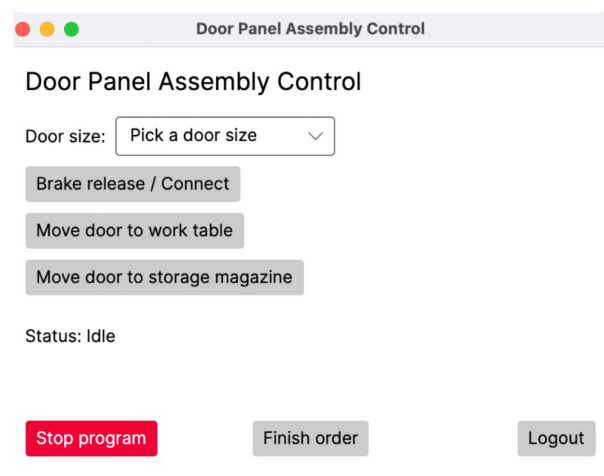 Door Panel Assembly Control
Door Panel Assembly Control
Door size: Pick a door size
Brake release / Connect
Move door to work table
Move door to storage magazine
Status: Idle
Stop program Finish order Logout